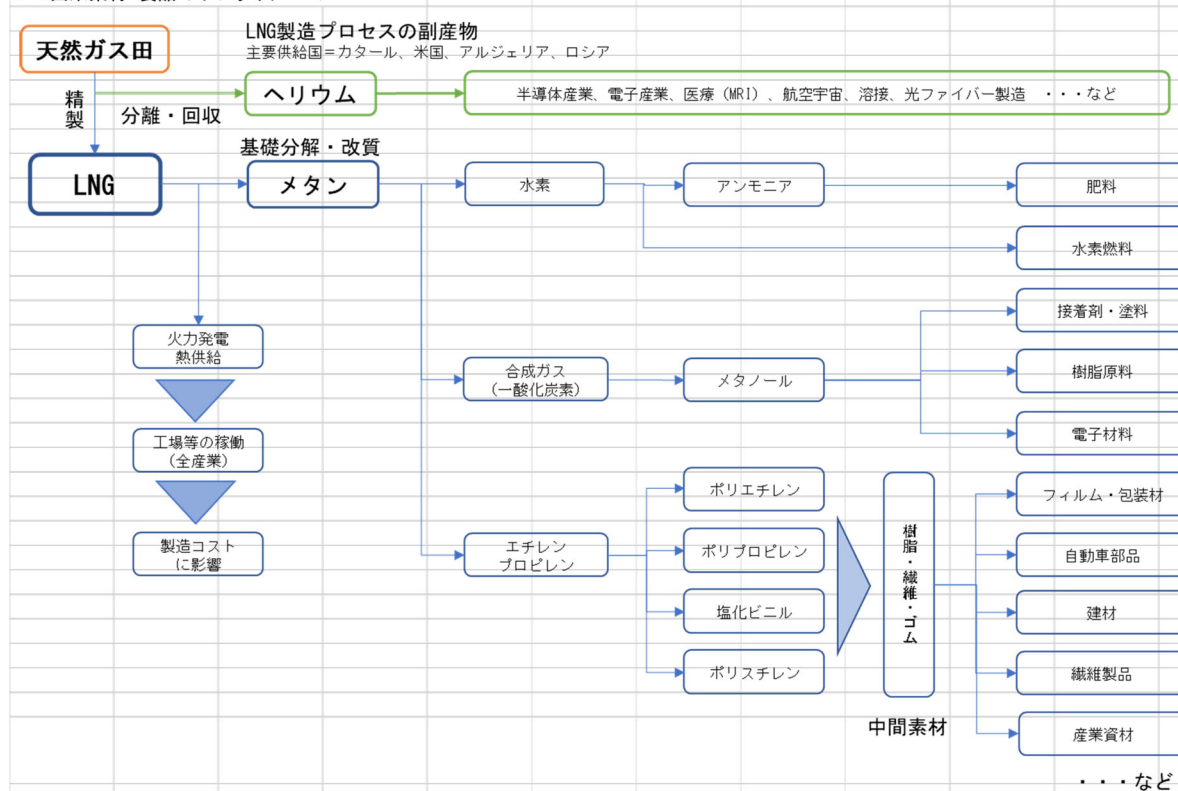 天然ガス田
LNG製造プロセスの副産物
主要供給国＝カタール、米国、アルジェリア、ロシア
ヘリウム
半導体産業、電子産業、医療（MRI）、航空宇宙、溶接、光ファイバー製造　・・・など
精製
分離・回収
基礎分解・改質
LNG
メタン
水素
アンモニア
肥料
水素燃料
火力発電
熱供給
工場等の稼働
（全産業）
製造コスト
に影響
合成ガス
（一酸化炭素）
メタノール
接着剤・塗料
樹脂原料
電子材料
エチレン
プロピレン
ポリエチレン
ポリプロピレン
塩化ビニル
ポリスチレン
樹脂・繊維・ゴム
中間素材
フィルム・包装材
自動車部品
建材
繊維製品
産業資材
・・・など